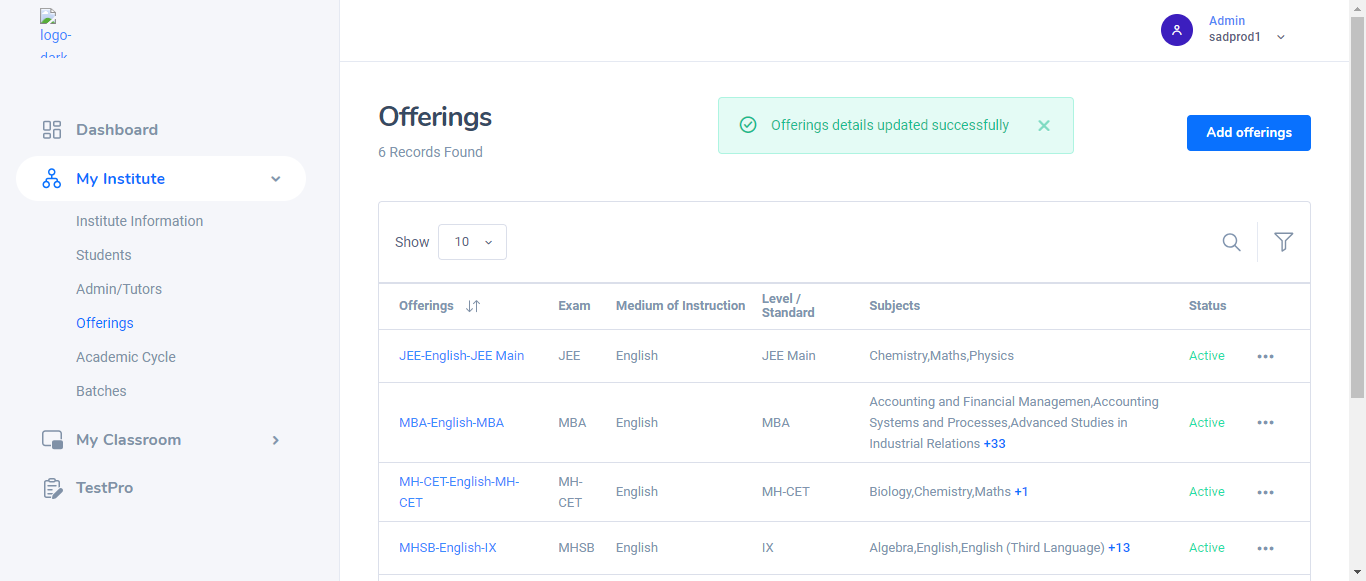 logo-
dark
Admin
sadprod1
Dashboard
My Institute
Institute Information
Students
Admin/Tutors
Offerings
Academic Cycle
Batches
My Classroom
TestPro
Offerings
6 Records Found
Offerings details updated successfully
Add offerings
Show 10
Offerings Exam Medium of Instruction Level / Standard Subjects Status
JEE-English-JEE Main JEE English JEE Main Chemistry,Maths,Physics Active
MBA-English-MBA MBA English MBA Accounting and Financial Managemen,Accounting
Systems and Processes,Advanced Studies in
Industrial Relations +33 Active
MH-CET-English-MH-
CET MH-
CET English MH-CET Biology,Chemistry,Maths +1 Active
MHSB-English-IX MHSB English IX Algebra,English,English (Third Language) +13 Active